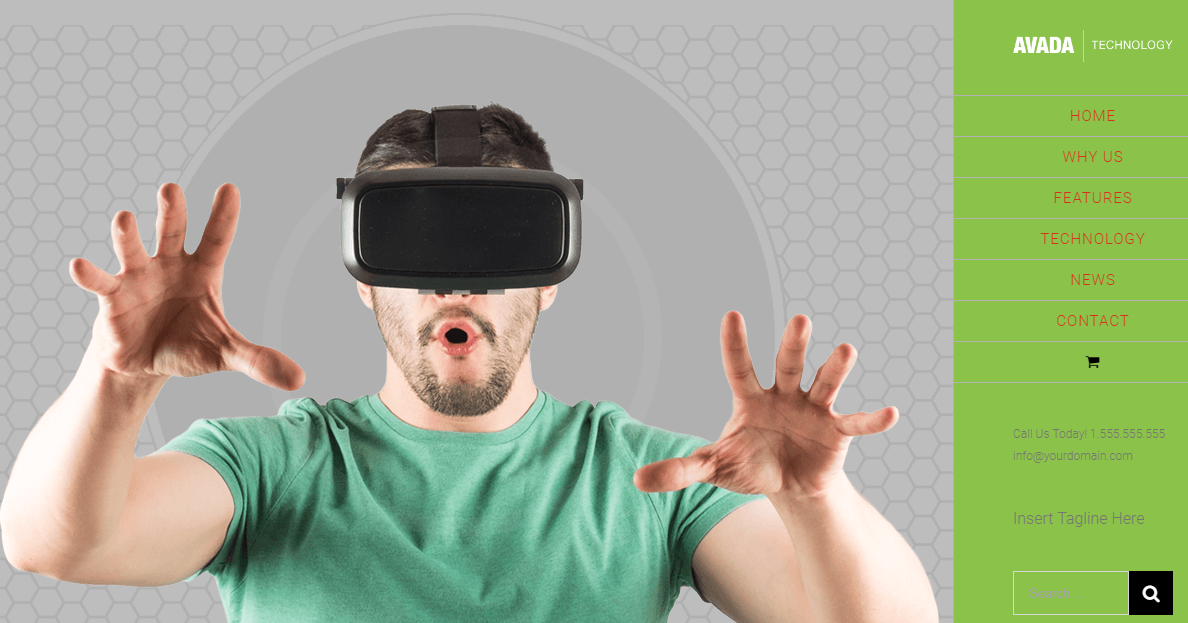 AVADA TECHNOLOGY
HOME
WHY US
FEATURES
TECHNOLOGY
NEWS
CONTACT
Call Us Today! 1.555.555.555
info@yourdomain.com
Insert Tagline Here
Search...